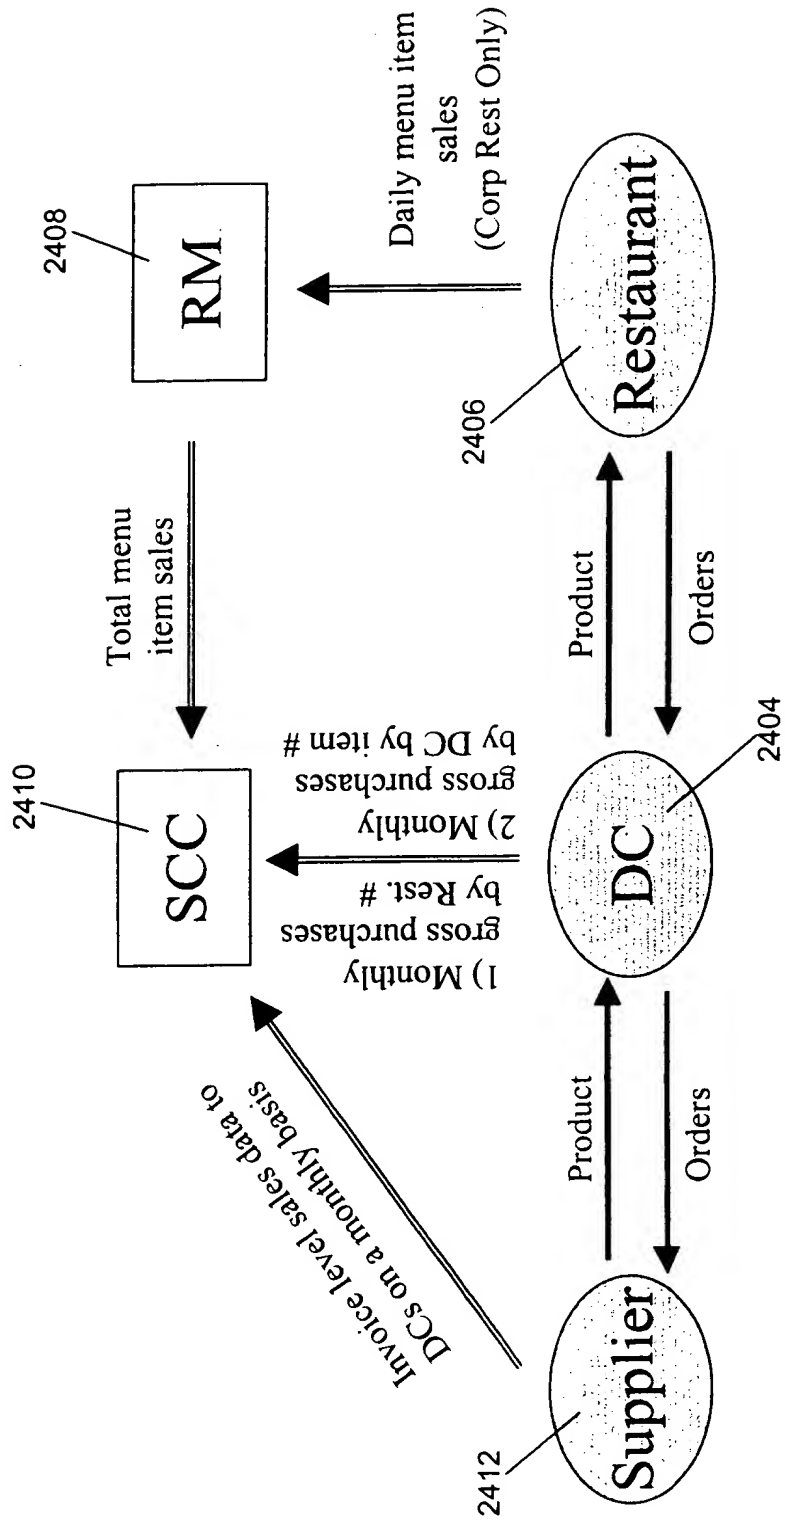 2410
SCC
Total menu
item sales
2408
RM
Invoice level sales data to
DCs on a monthly basis
1) Monthly
gross purchases
by Rest. #
2) Monthly
gross purchases
by DC by item #
Daily menu item
sales
(Corp Rest Only)
2412
Supplier
Product
Orders
DC
2404
Product
Orders
2406
Restaurant